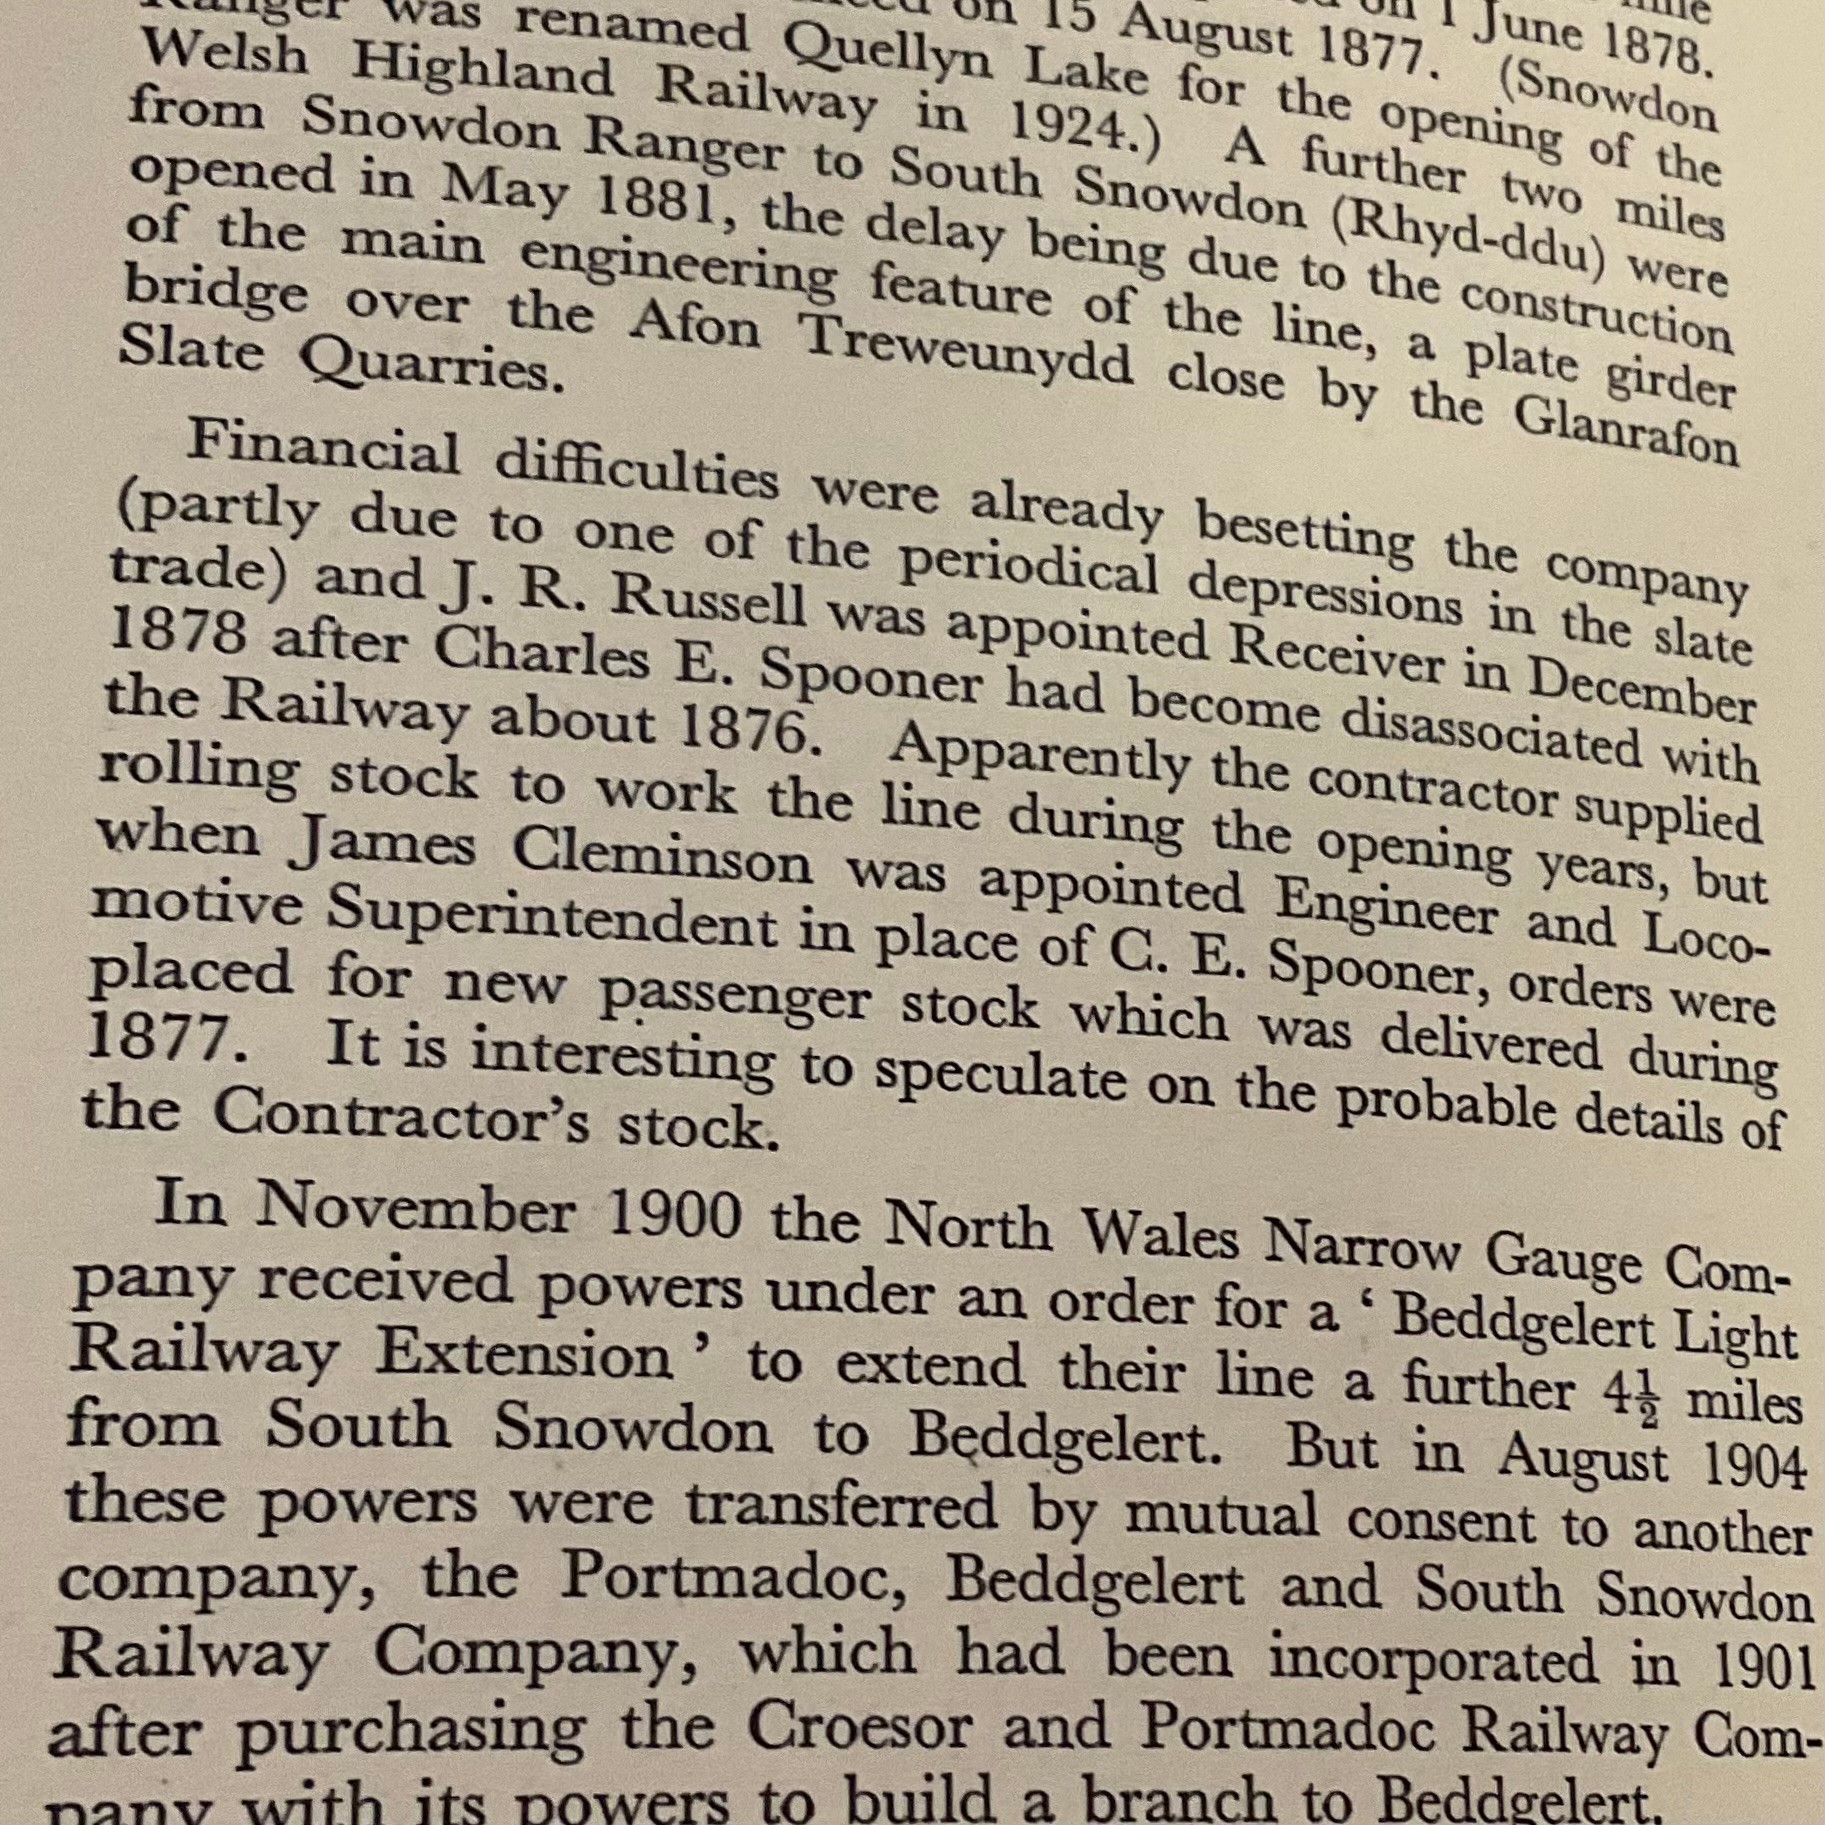 on 15 August 1877. on 1 June 1878. (Snowdon
Ranger was renamed Quellyn Lake for the opening of the
Welsh Highland Railway in 1924.) A further two miles
from Snowdon Ranger to South Snowdon (Rhyd-ddu) were
opened in May 1881, the delay being due to the construction
of the main engineering feature of the line, a plate girder
bridge over the Afon Treweunydd close by the Glanrafon
Slate Quarries.
Financial difficulties were already besetting the company
(partly due to one of the periodical depressions in the slate
trade) and J. R. Russell was appointed Receiver in December
1878 after Charles E. Spooner had become disassociated with
the Railway about 1876. Apparently the contractor supplied
rolling stock to work the line during the opening years, but
when James Cleminson was appointed Engineer and Loco-
motive Superintendent in place of C. E. Spooner, orders were
placed for new passenger stock which was delivered during
1877. It is interesting to speculate on the probable details of
the Contractor’s stock.
In November 1900 the North Wales Narrow Gauge Com-
pany received powers under an order for a ‘ Beddgelert Light
Railway Extension ’ to extend their line a further 4½ miles
from South Snowdon to Beddgelert. But in August 1904
these powers were transferred by mutual consent to another
company, the Portmadoc, Beddgelert and South Snowdon
Railway Company, which had been incorporated in 1901
after purchasing the Croesor and Portmadoc Railway Com-
pany with its powers to build a branch to Beddgelert.